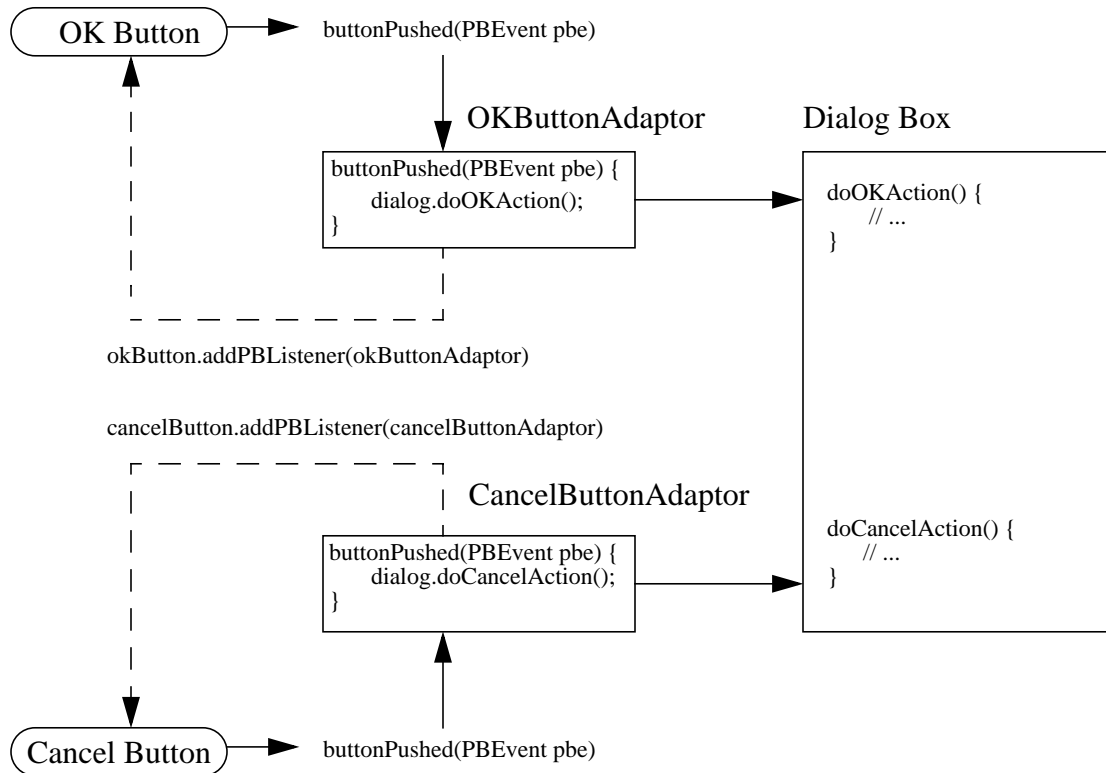 OK Button
buttonPushed(PBEvent pbe)
OKButtonAdaptor
Dialog Box
buttonPushed(PBEvent pbe) {
dialog.doOKAction();
}
doOKAction() {
// ...
}
okButton.addPBListener(okButtonAdaptor)
cancelButton.addPBListener(cancelButtonAdaptor)
CancelButtonAdaptor
buttonPushed(PBEvent pbe) {
dialog.doCancelAction();
}
doCancelAction() {
// ...
}
Cancel Button
buttonPushed(PBEvent pbe)